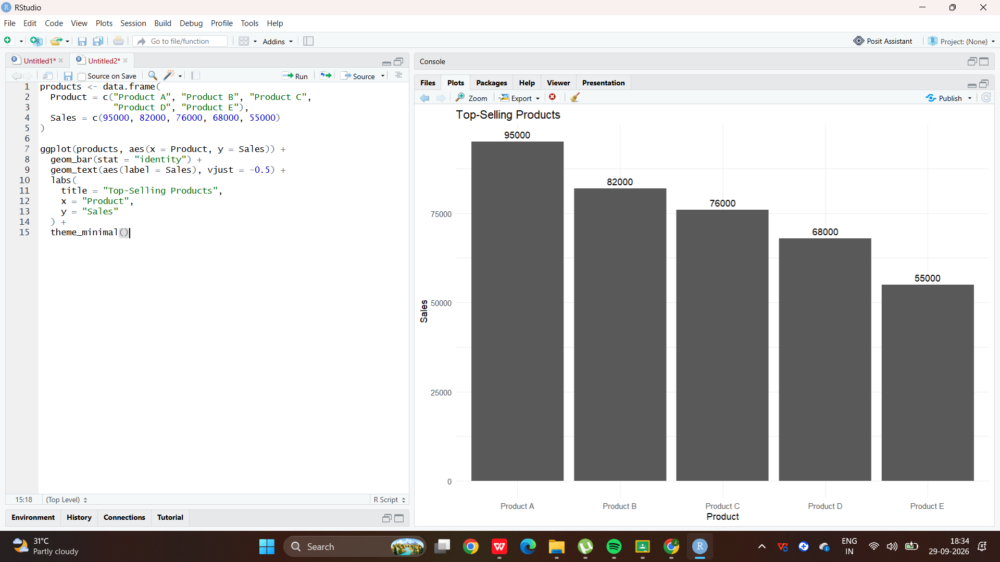 RStudio
File Edit Code View Plots Session Build Debug Profile Tools Help
Go to file/function Addins Posit Assistant Project: (None)
Untitled1* Untitled2*
Source on Save Run Source
1 products <- data.frame(
2 Product = c("Product A", "Product B", "Product C",
3 "Product D", "Product E"),
4 Sales = c(95000, 82000, 76000, 68000, 55000)
5 )
6
7 ggplot(products, aes(x = Product, y = Sales)) +
8 geom_bar(stat = "identity") +
9 geom_text(aes(label = Sales), vjust = -0.5) +
10 labs(
11 title = "Top-Selling Products",
12 x = "Product",
13 y = "Sales"
14 ) +
15 theme_minimal()
15:18 (Top Level) R Script
Environment History Connections Tutorial
Console
Files Plots Packages Help Viewer Presentation
Zoom Export Publish
Top-Selling Products
95000
82000
76000
68000
55000
75000
50000
25000
0
Sales
Product A Product B Product C Product D Product E
Product
31°C
Partly cloudy
Search
ENG
IN
18:34
29-09-2026